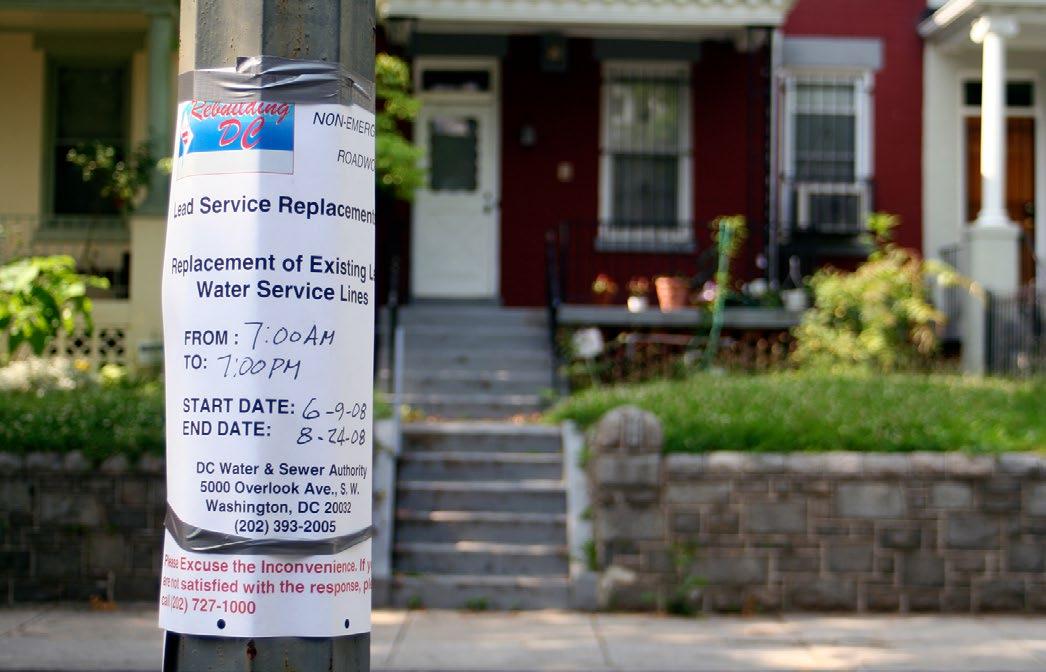 Rebuilding
DC
NON-EMERG
ROADWO
Lead Service Replacement
Replacement of Existing L
Water Service Lines
FROM : 7:00AM
TO: 7:00PM
START DATE: 6-9-08
END DATE: 8-24-08
DC Water & Sewer Authority
5000 Overlook Ave., S.W.
Washington, DC 20032
(202) 393-2005
Please Excuse the Inconvenience. If y
are not satisfied with the response, ple
call (202) 727-1000